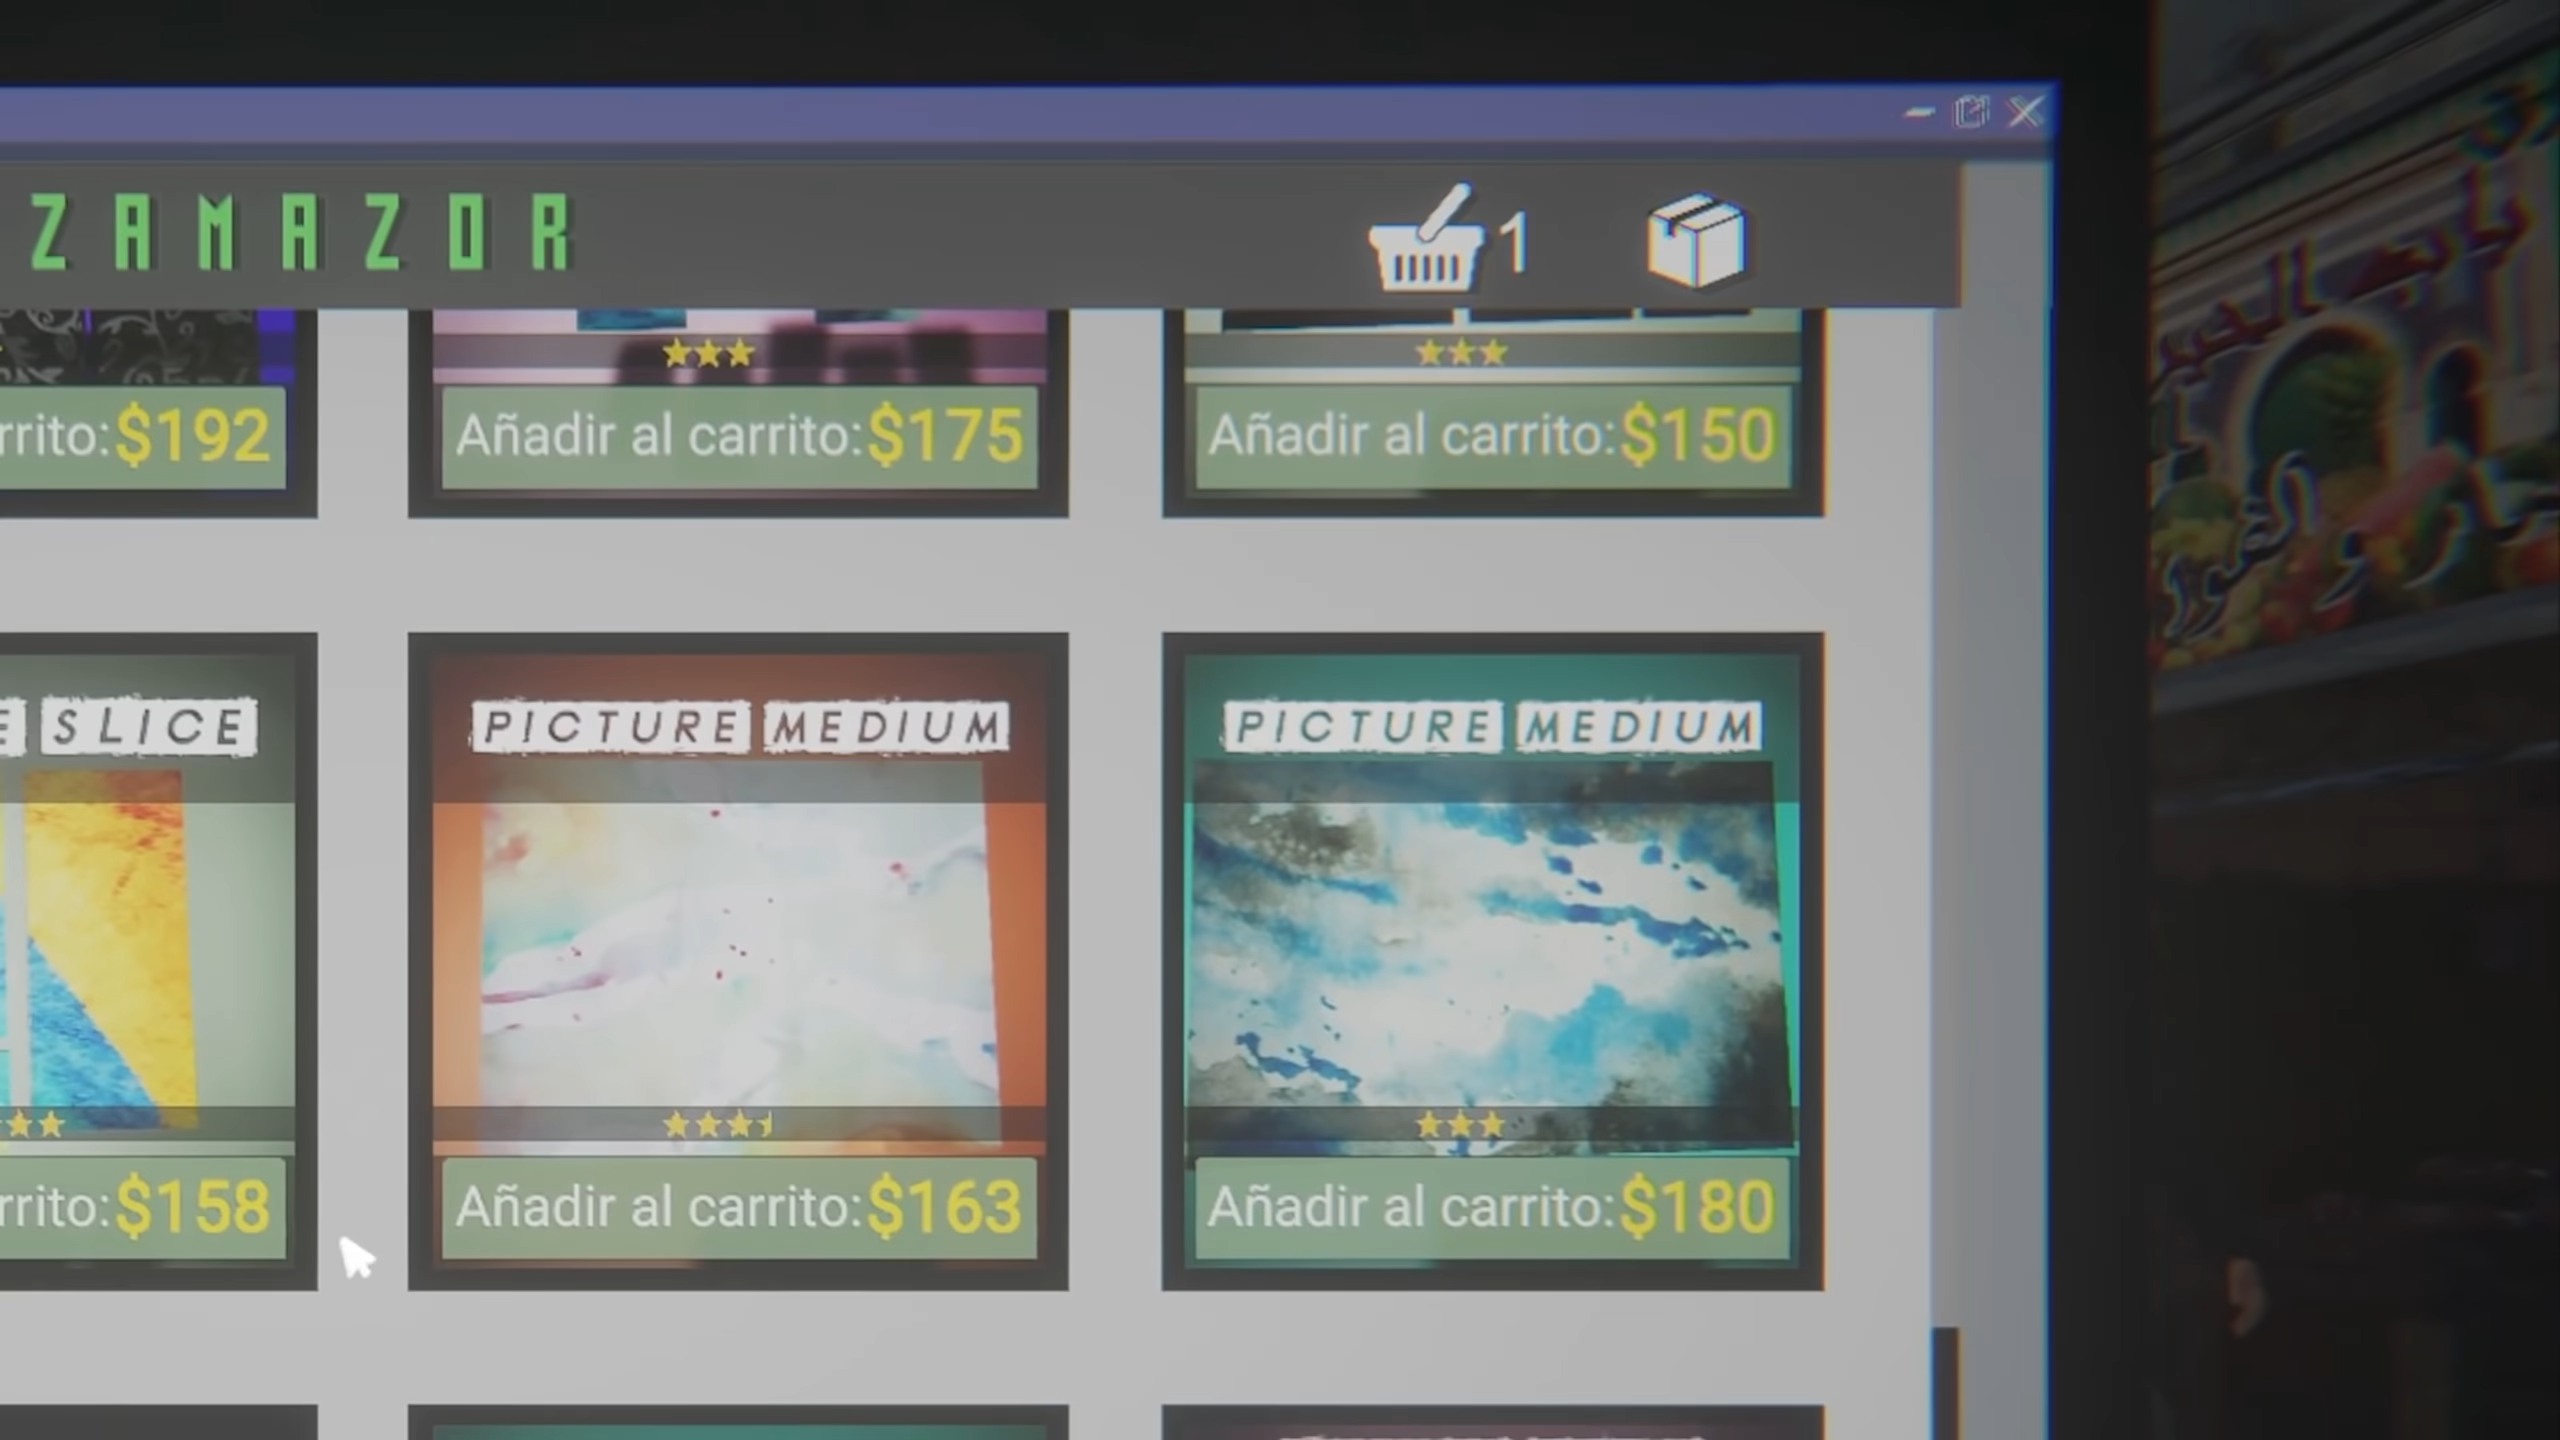 ZAMAZOR
1
rrito:$192
Añadir al carrito:$175
Añadir al carrito:$150
SLICE
PICTURE MEDIUM
PICTURE MEDIUM
rrito:$158
Añadir al carrito:$163
Añadir al carrito:$180